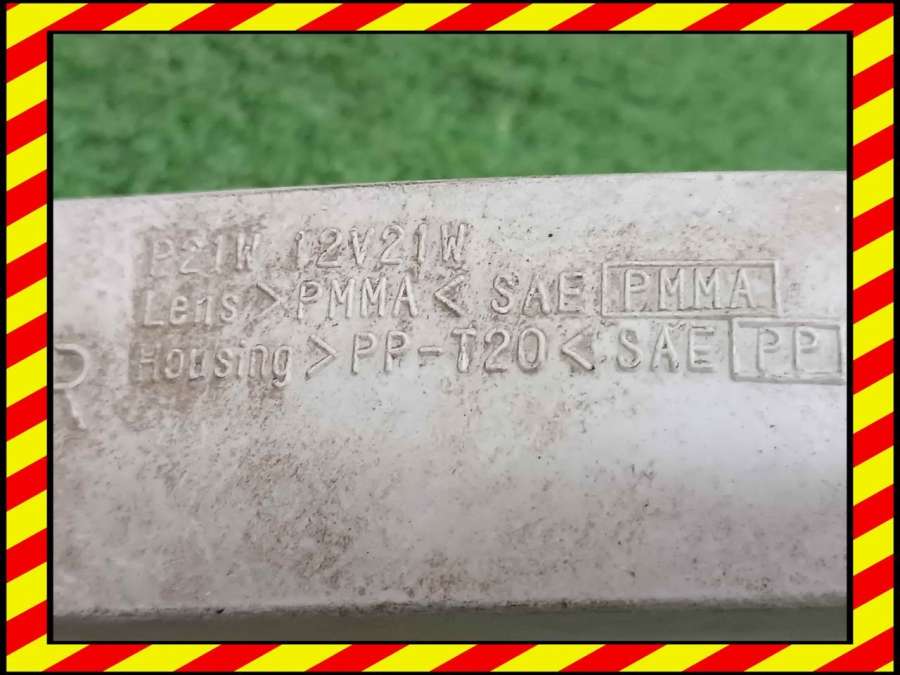 P21W 12V21W
Lens >PMMA< SAE PMMA
Housing >PP-T20< SAE PP